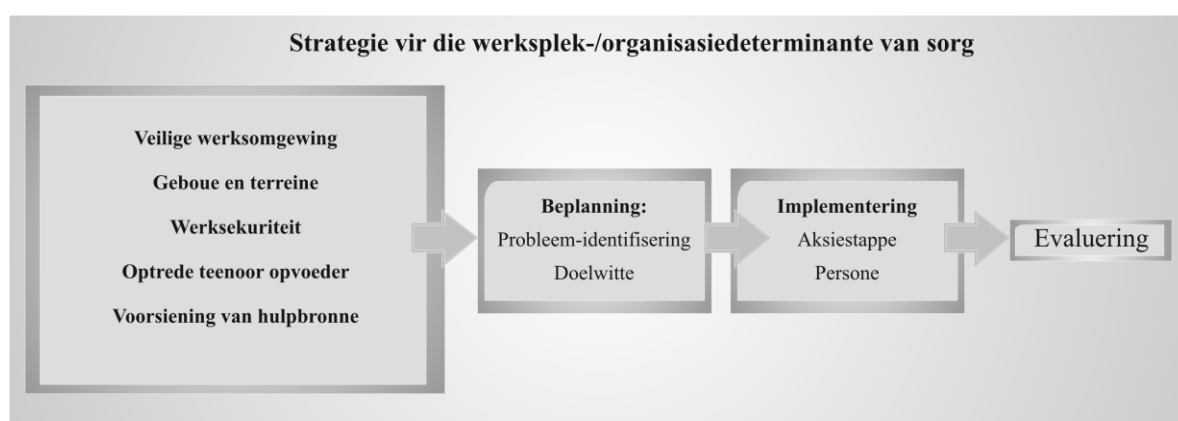 Strategie vir die werksplek-/organisasiedeterminante van sorg
Veilige werksomgewing
Geboue en terreine
Werksekuriteit
Optrede teenoor opvoeder
Voorsiening van hulpbronne
Beplanning:
Probleem-identifisering
Doelwitte
Implementering
Aksiestappe
Persone
Evaluering